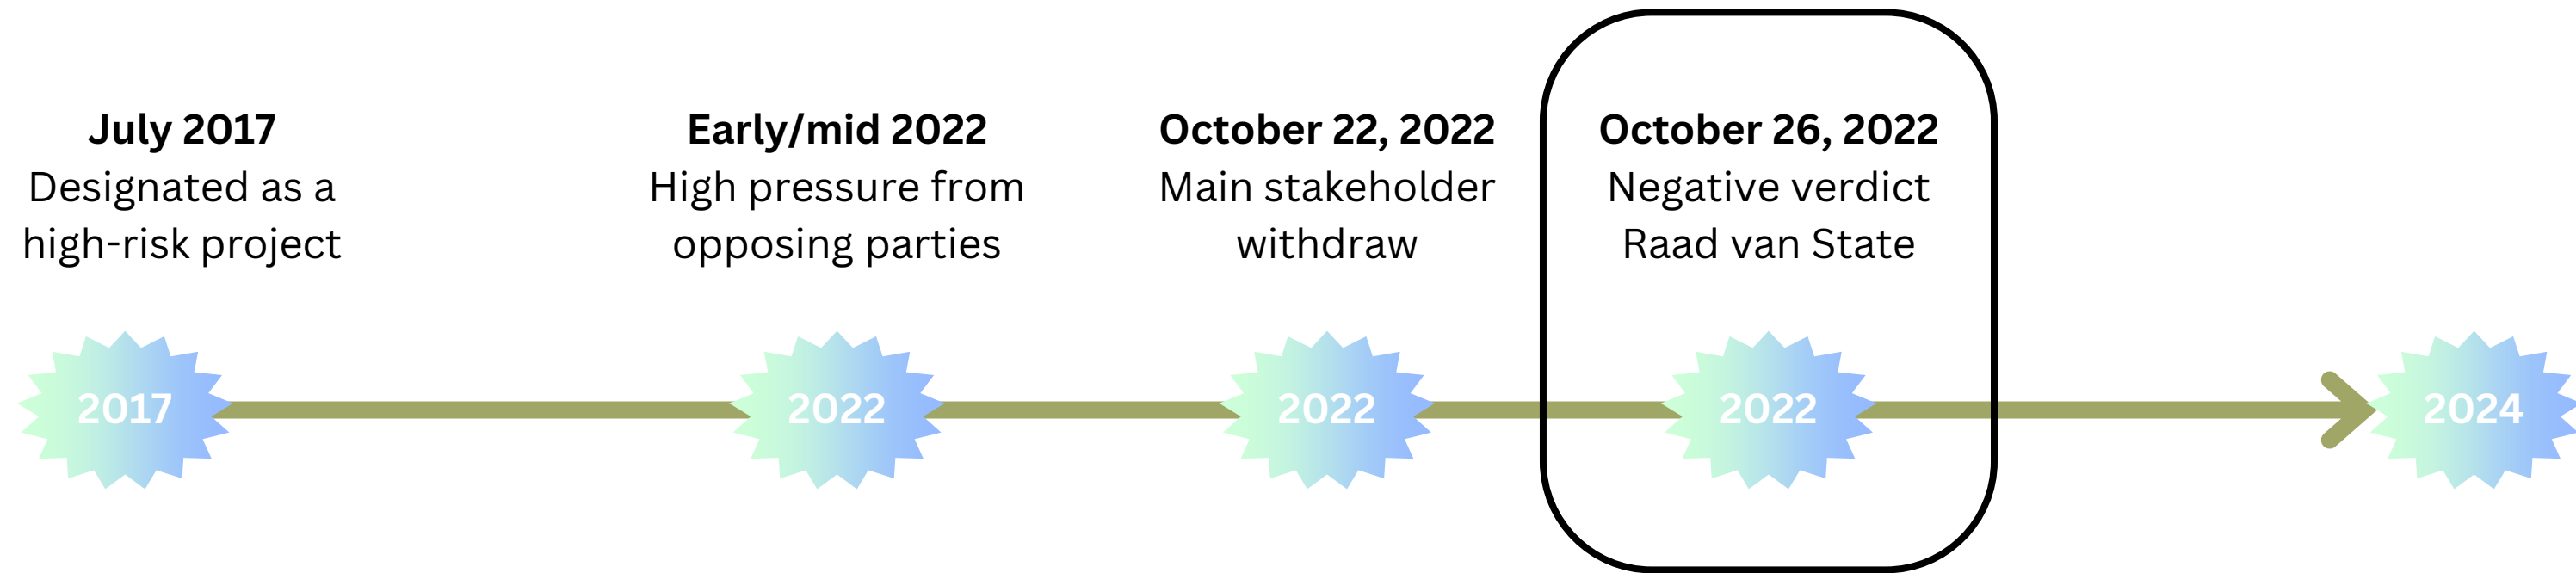 July 2017
Designated as a
high-risk project
Early/mid 2022
High pressure from
opposing parties
October 22, 2022
Main stakeholder
withdraw
October 26, 2022
Negative verdict
Raad van State
2017
2022
2022
2022
2024